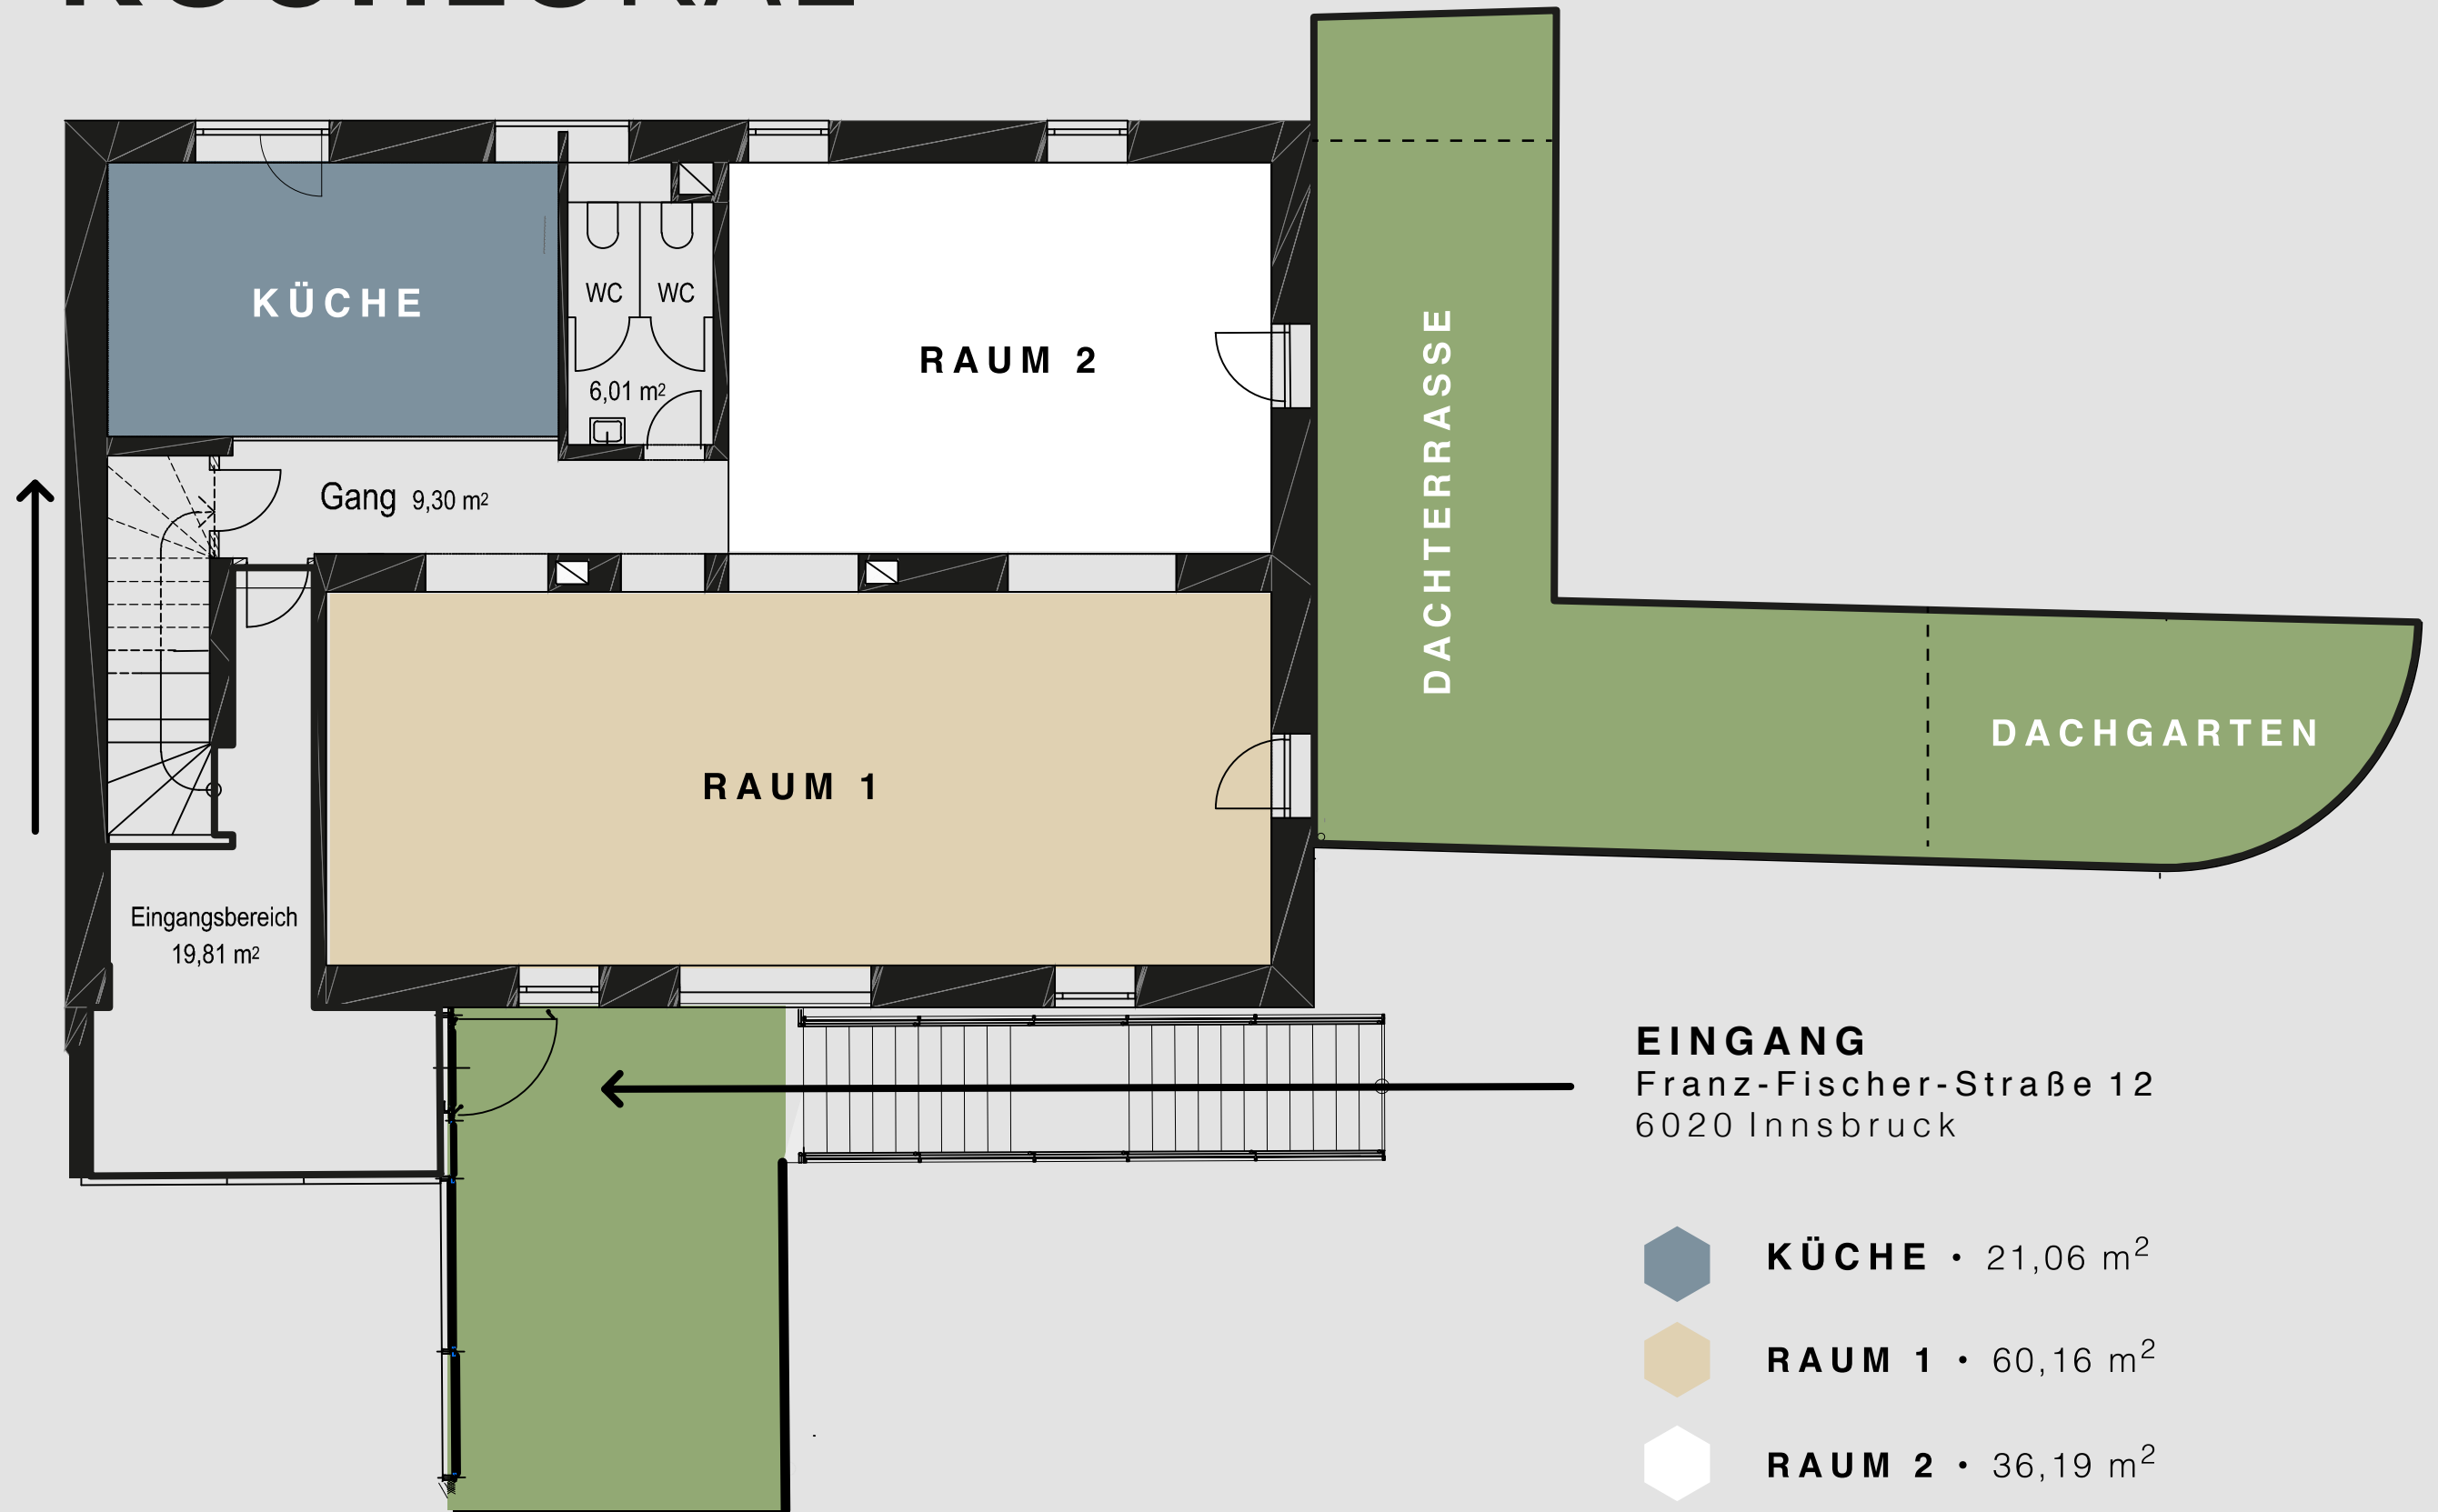 KÜCHE
WC WC
6,01 m²
RAUM 2
Gang 9,30 m²
DACHTERRASSE
DACHGARTEN
RAUM 1
Eingangsbereich
19,81 m²
EINGANG
Franz-Fischer-Straße 12
6020 Innsbruck
KÜCHE • 21,06 m²
RAUM 1 • 60,16 m²
RAUM 2 • 36,19 m²